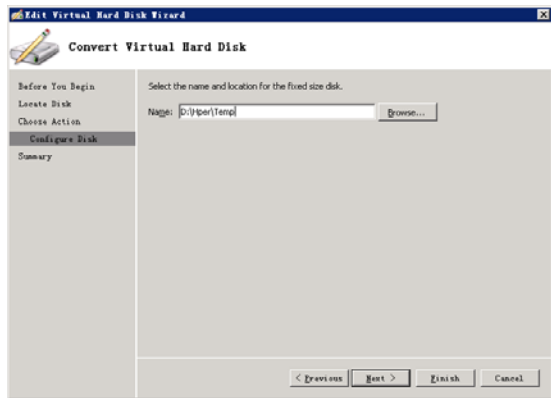 Edit Virtual Hard Disk Wizard
Convert Virtual Hard Disk
Before You Begin
Locate Disk
Choose Action
Configure Disk
Summary
Select the name and location for the fixed size disk.
Name: D:\Hper\Temp
Browse...
< Previous
Next >
Finish
Cancel